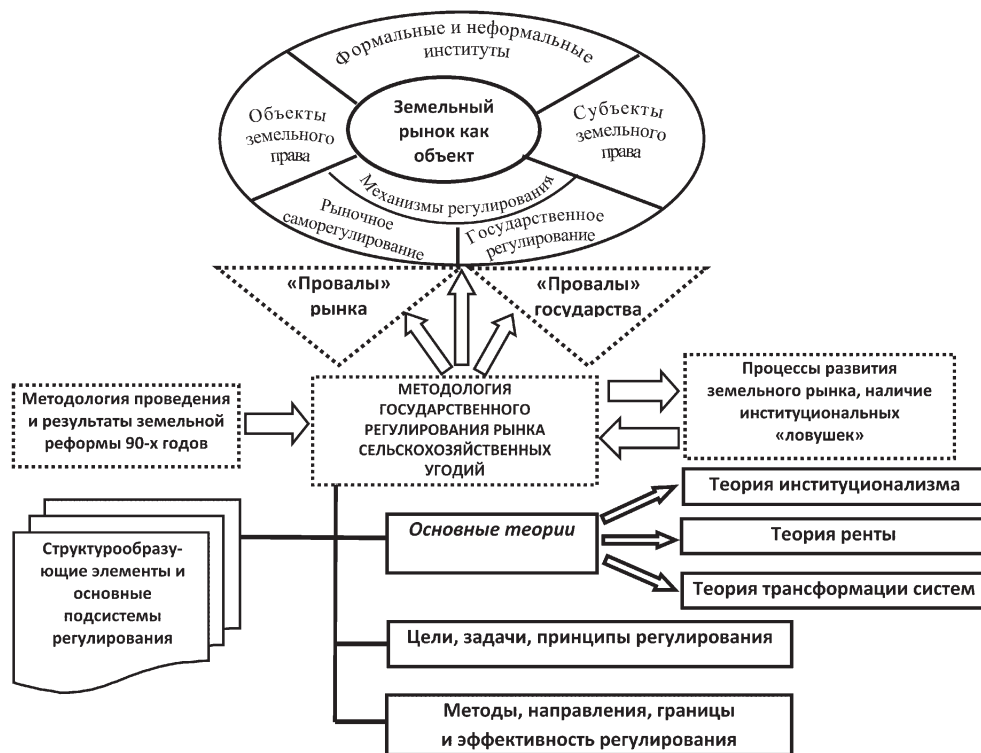 Формальные и неформальные
институты
Земельный
рынок как
объект
Объекты
земельного
права
Субъекты
земельного
права
Механизмы регулирования
Рыночное
саморегулирование
Государственное
регулирование
«Провалы»
рынка
«Провалы»
государства
Методология проведения
и результаты земельной
реформы 90-х годов
МЕТОДОЛОГИЯ
ГОСУДАРСТВЕННОГО
РЕГУЛИРОВАНИЯ РЫНКА
СЕЛЬСКОХОЗЯЙСТВЕННЫХ
УГОДИЙ
Процессы развития
земельного рынка, наличие
институциональных
«ловушек»
Структурообразу-
ющие элементы и
основные
подсистемы
регулирования
Основные теории
Теория институционализма
Теория ренты
Теория трансформации систем
Цели, задачи, принципы регулирования
Методы, направления, границы
и эффективность регулирования